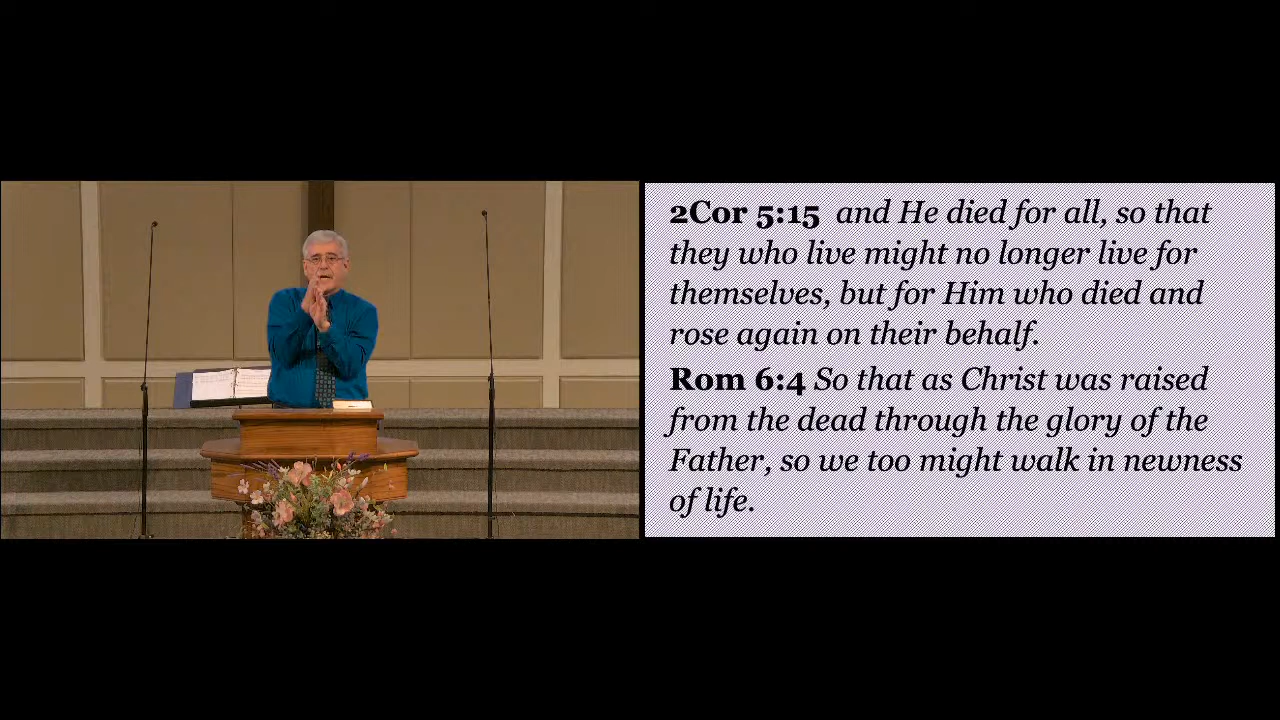 2Cor 5:15 and He died for all, so that
they who live might no longer live for
themselves, but for Him who died and
rose again on their behalf.
Rom 6:4 So that as Christ was raised
from the dead through the glory of the
Father, so we too might walk in newness
of life.